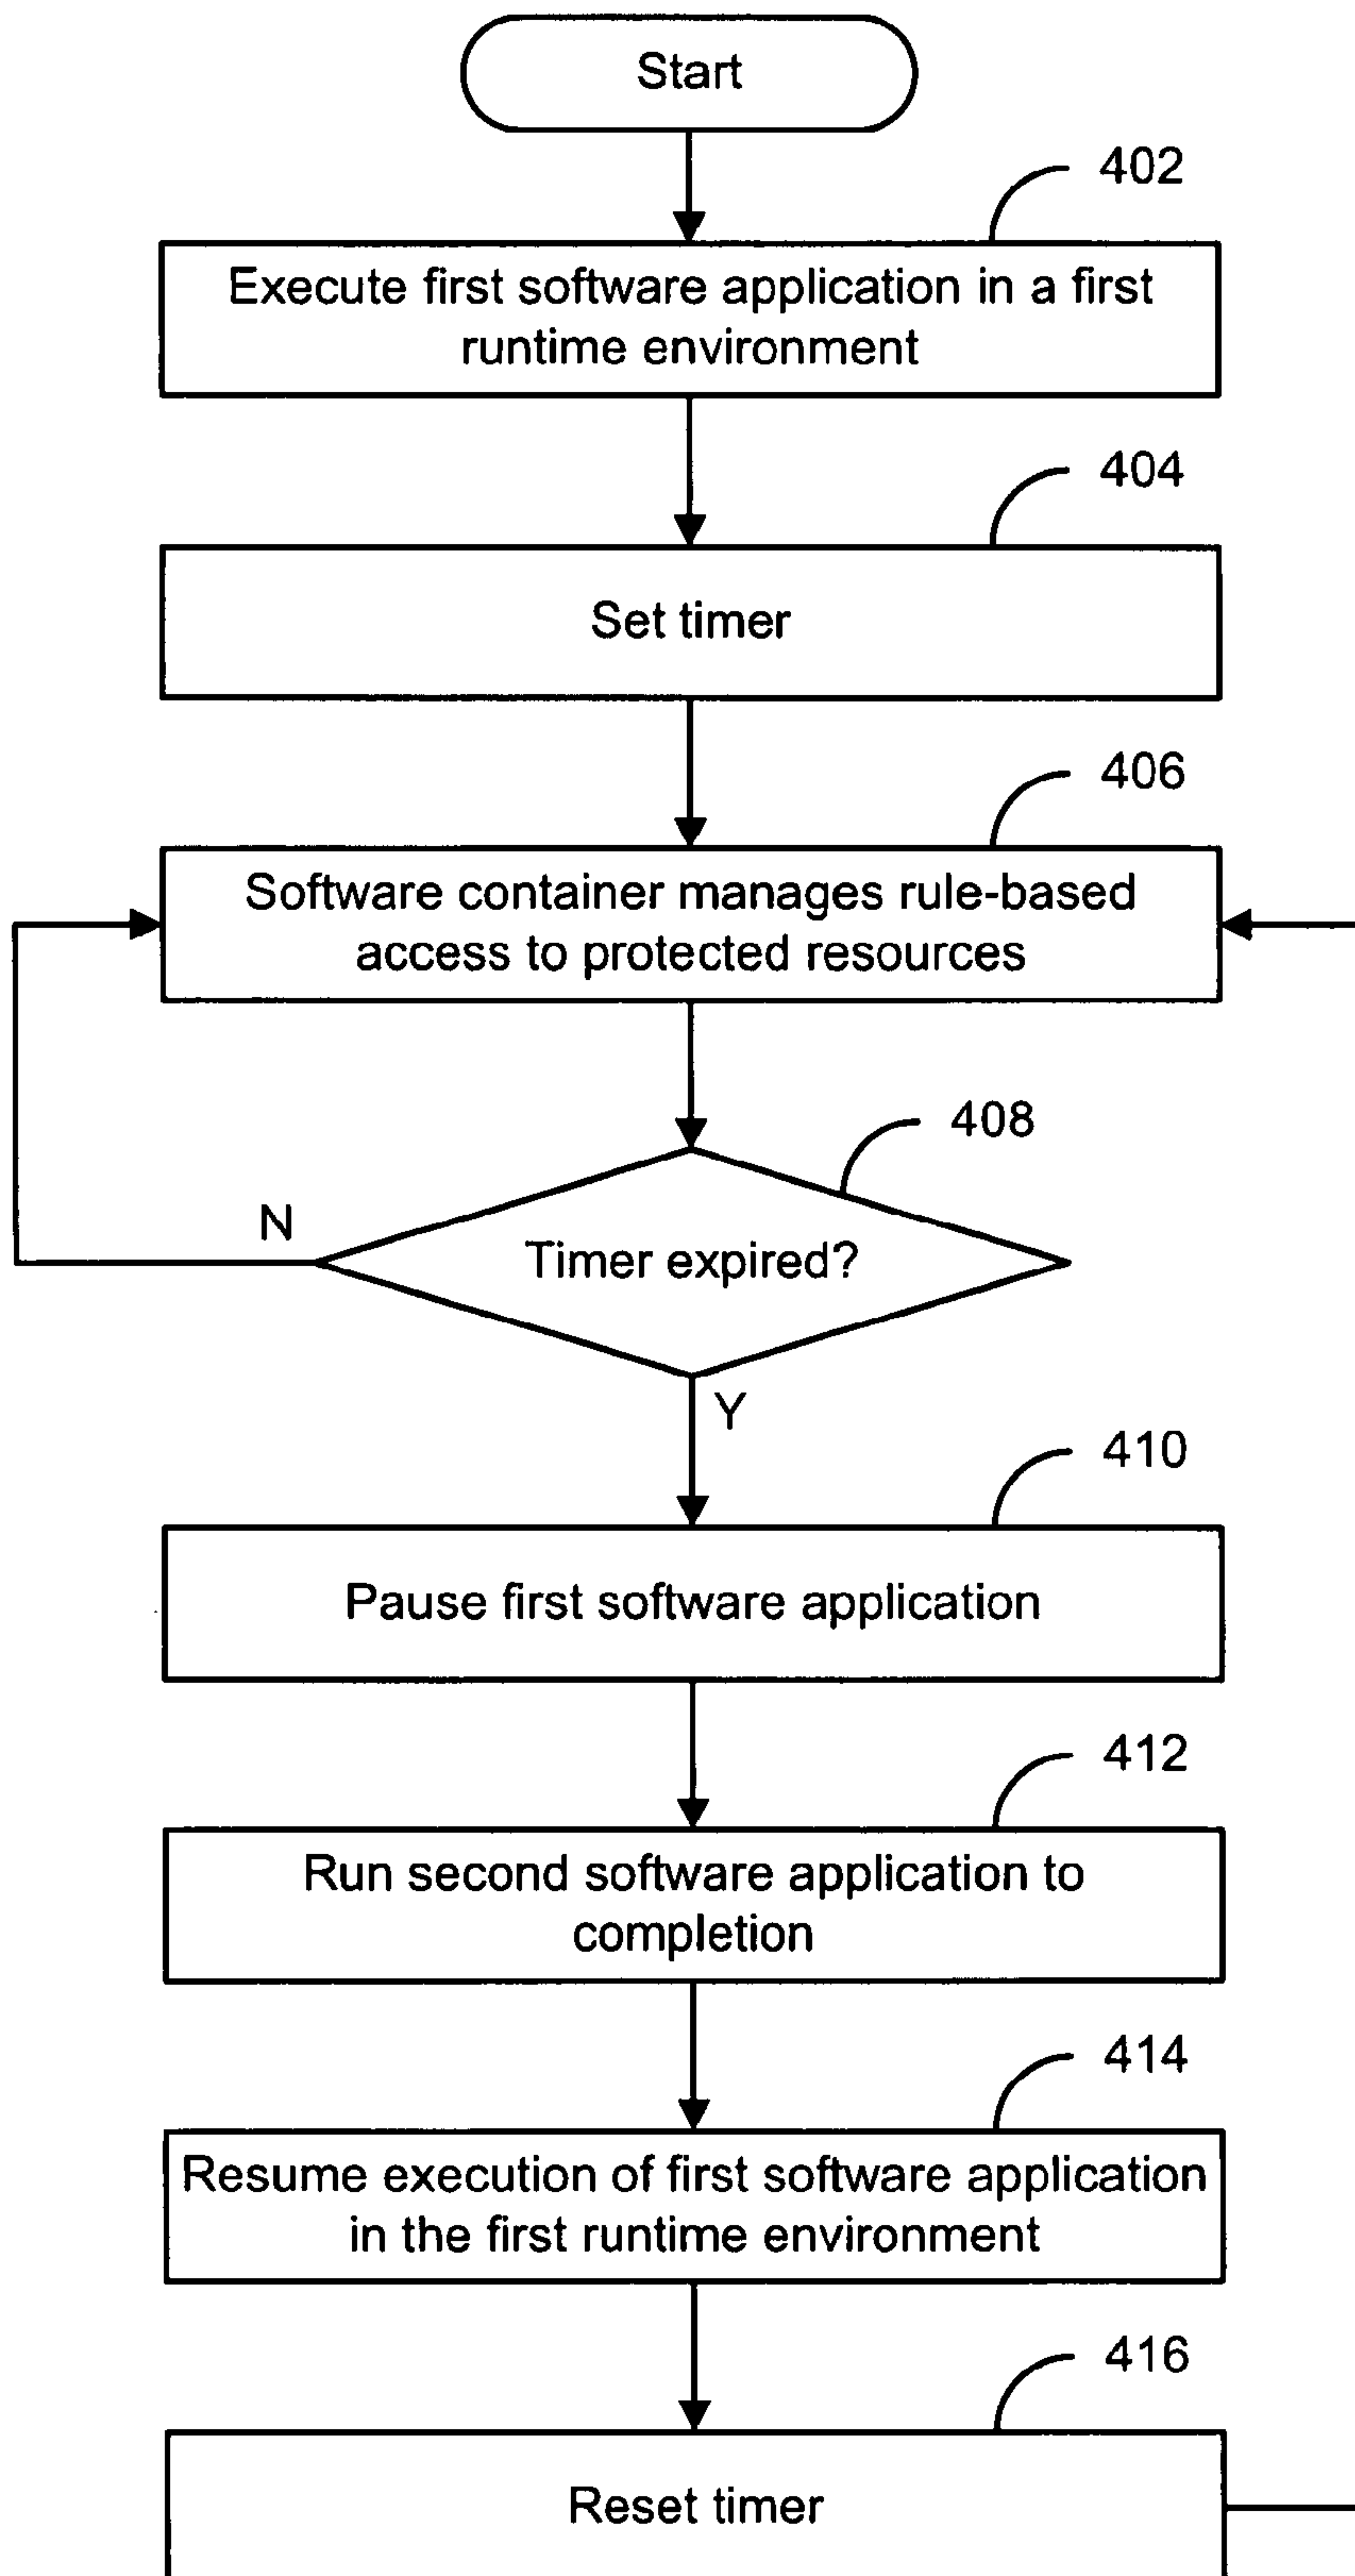 Start
402
Execute first software application in a first
runtime environment
404
Set timer
406
Software container manages rule-based
access to protected resources
408
N
Timer expired?
Y
410
Pause first software application
412
Run second software application to
completion
414
Resume execution of first software application
in the first runtime environment
416
Reset timer